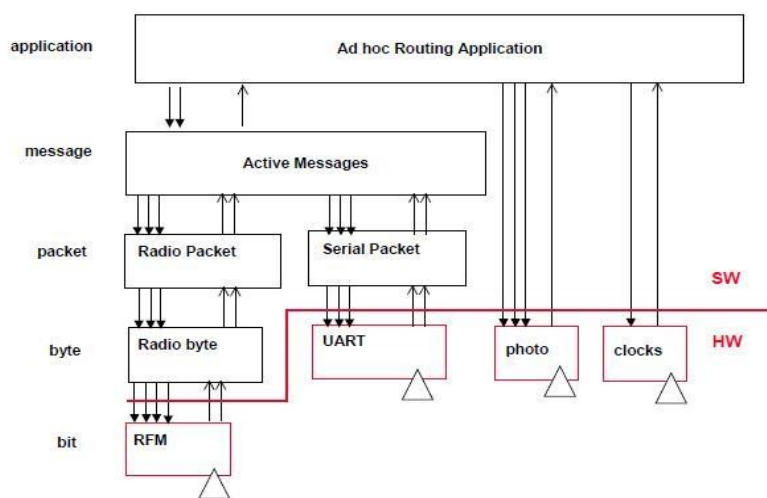 application
Ad hoc Routing Application
message
Active Messages
packet
Radio Packet
Serial Packet
SW
byte
Radio byte
UART
photo
clocks
HW
bit
RFM